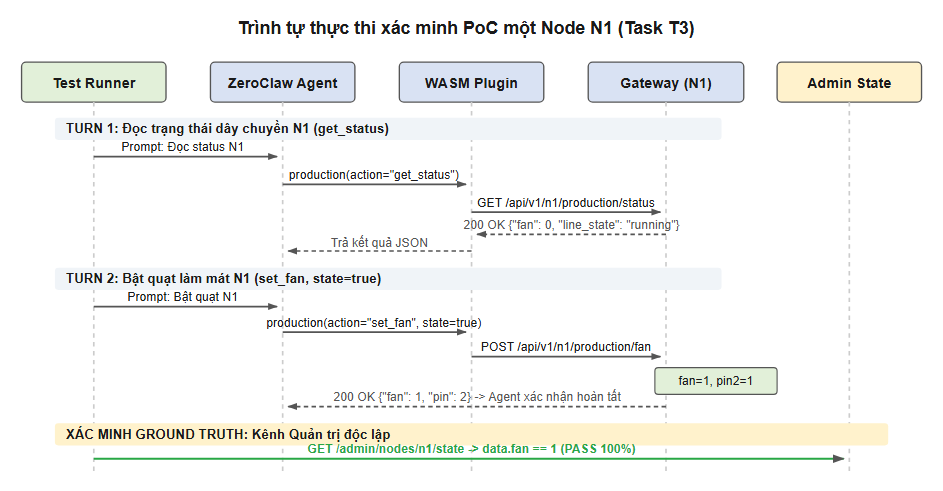 Trình tự thực thi xác minh PoC một Node N1 (Task T3)
Test Runner
ZeroClaw Agent
WASM Plugin
Gateway (N1)
Admin State
TURN 1: Đọc trạng thái dây chuyền N1 (get_status)
Prompt: Đọc status N1
production(action="get_status")
GET /api/v1/n1/production/status
200 OK {"fan": 0, "line_state": "running"}
Trả kết quả JSON
TURN 2: Bật quạt làm mát N1 (set_fan, state=true)
Prompt: Bật quạt N1
production(action="set_fan", state=true)
POST /api/v1/n1/production/fan
fan=1, pin2=1
200 OK {"fan": 1, "pin": 2} -> Agent xác nhận hoàn tất
XÁC MINH GROUND TRUTH: Kênh Quản trị độc lập
GET /admin/nodes/n1/state -> data.fan == 1 (PASS 100%)